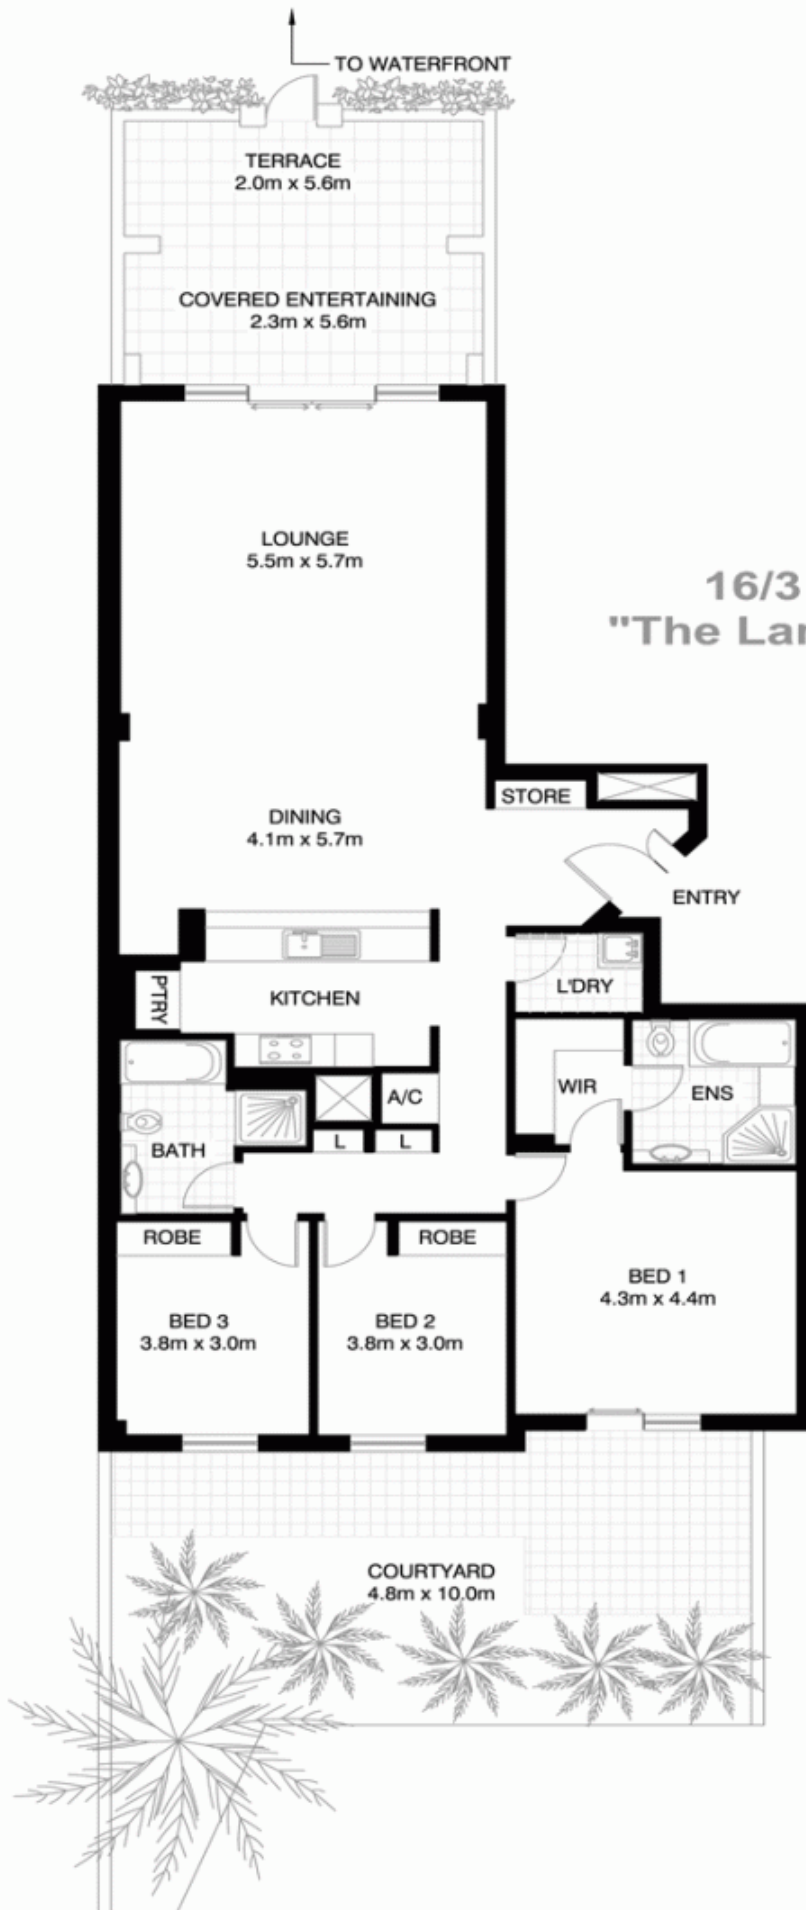 TO WATERFRONT
TERRACE
2.0m x 5.6m
COVERED ENTERTAINING
2.3m x 5.6m
LOUNGE
5.5m x 5.7m
16/3
"The Lar
DINING
4.1m x 5.7m
STORE
ENTRY
P'TRY
KITCHEN
L'DRY
A/C
WIR
ENS
L
L
BATH
ROBE
ROBE
BED 1
4.3m x 4.4m
BED 3
3.8m x 3.0m
BED 2
3.8m x 3.0m
COURTYARD
4.8m x 10.0m